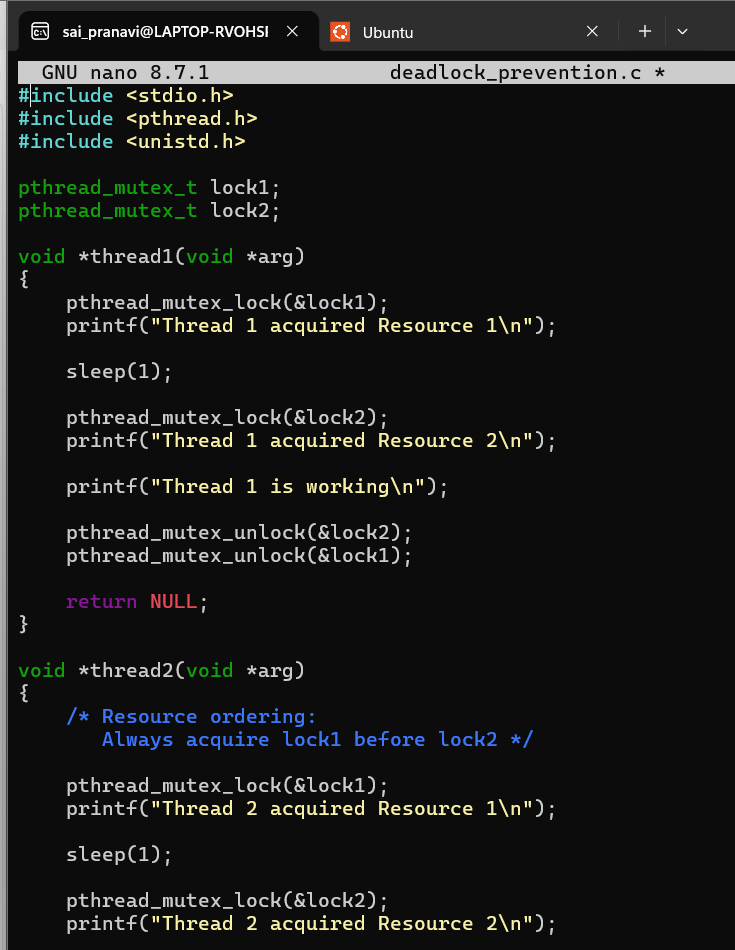 sai_pranavi@LAPTOP-RVOHSI
Ubuntu
GNU nano 8.7.1 deadlock_prevention.c *
#include <stdio.h>
#include <pthread.h>
#include <unistd.h>

pthread_mutex_t lock1;
pthread_mutex_t lock2;

void *thread1(void *arg)
{
    pthread_mutex_lock(&lock1);
    printf("Thread 1 acquired Resource 1\n");

    sleep(1);

    pthread_mutex_lock(&lock2);
    printf("Thread 1 acquired Resource 2\n");

    printf("Thread 1 is working\n");

    pthread_mutex_unlock(&lock2);
    pthread_mutex_unlock(&lock1);

    return NULL;
}

void *thread2(void *arg)
{
    /* Resource ordering:
       Always acquire lock1 before lock2 */

    pthread_mutex_lock(&lock1);
    printf("Thread 2 acquired Resource 1\n");

    sleep(1);

    pthread_mutex_lock(&lock2);
    printf("Thread 2 acquired Resource 2\n");